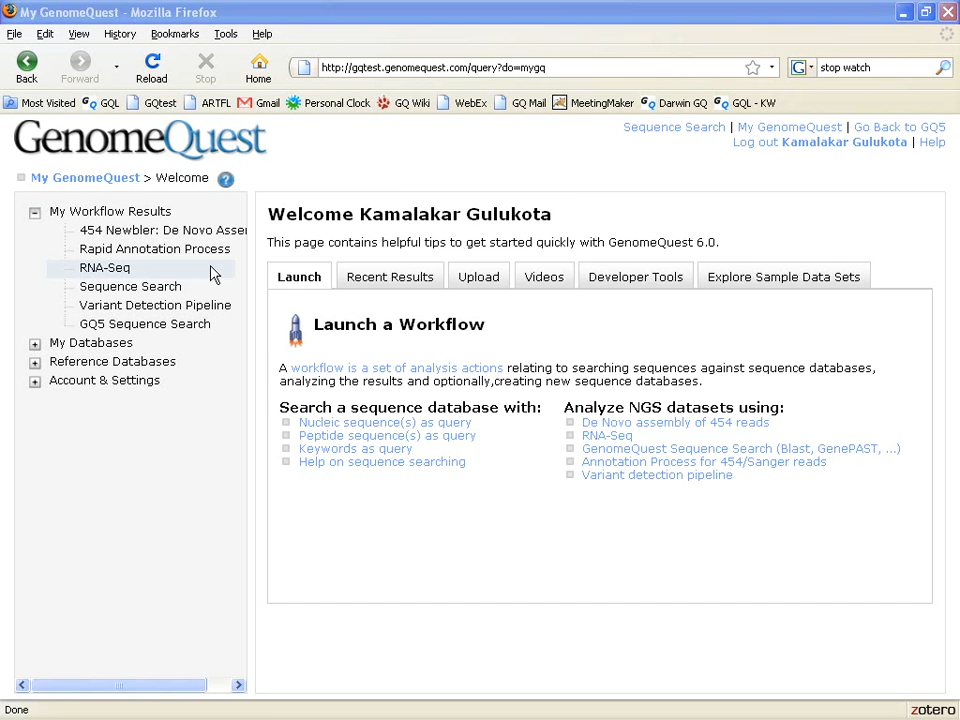 My GenomeQuest - Mozilla Firefox
File Edit View History Bookmarks Tools Help
Back Forward Reload Stop Home http://gqtest.genomequest.com/query?do=mygq G stop watch
Most Visited GQL GQtest ARTFL Gmail Personal Clock GQ Wiki WebEx GQ Mail MeetingMaker Darwin GQ GQL - KW
GenomeQuest
Sequence Search | My GenomeQuest | Go Back to GQ5
Log out Kamalakar Gulukota | Help
My GenomeQuest > Welcome ?
My Workflow Results
454 Newbler: De Novo Asser
Rapid Annotation Process
RNA-Seq
Sequence Search
Variant Detection Pipeline
GQ5 Sequence Search
My Databases
Reference Databases
Account & Settings
Welcome Kamalakar Gulukota
This page contains helpful tips to get started quickly with GenomeQuest 6.0.
Launch Recent Results Upload Videos Developer Tools Explore Sample Data Sets
Launch a Workflow
A workflow is a set of analysis actions relating to searching sequences against sequence databases,
analyzing the results and optionally,creating new sequence databases.
Search a sequence database with:
Nucleic sequence(s) as query
Peptide sequence(s) as query
Keywords as query
Help on sequence searching
Analyze NGS datasets using:
De Novo assembly of 454 reads
RNA-Seq
GenomeQuest Sequence Search (Blast, GenePAST, ...)
Annotation Process for 454/Sanger reads
Variant detection pipeline
Done
zotero